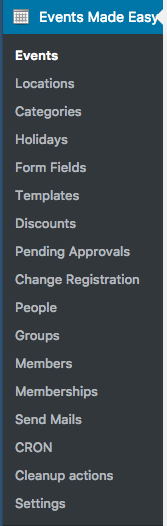 Events Made Easy
Events
Locations
Categories
Holidays
Form Fields
Templates
Discounts
Pending Approvals
Change Registration
People
Groups
Members
Memberships
Send Mails
CRON
Cleanup actions
Settings